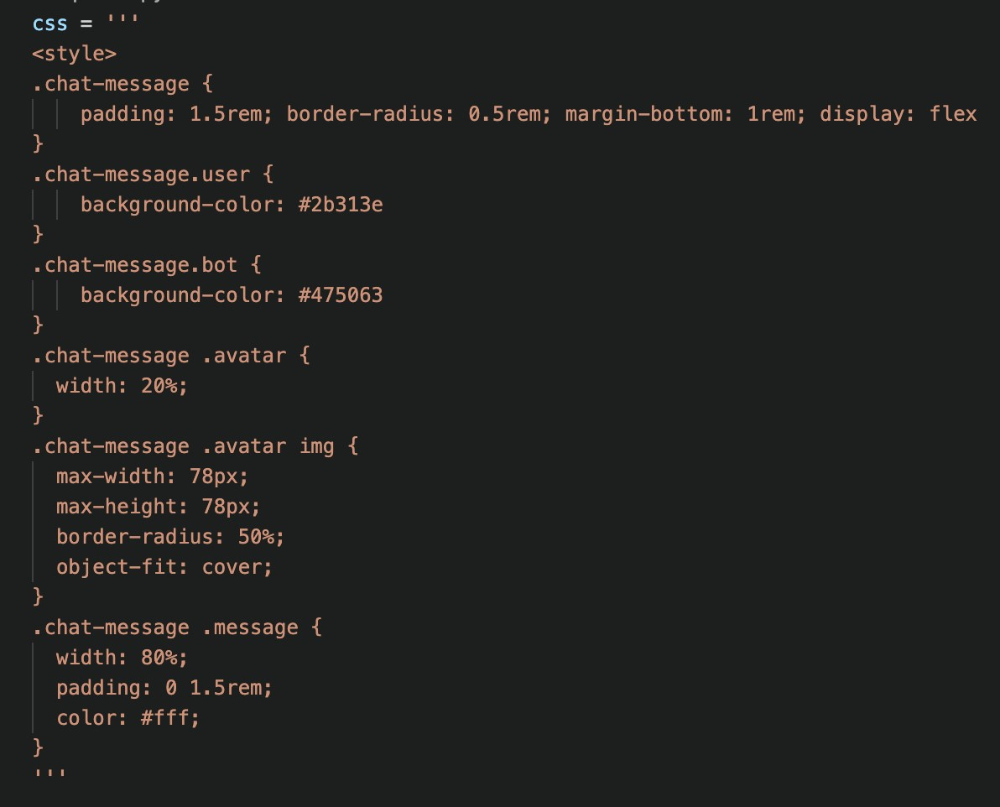 css = '''
<style>
.chat-message {
    padding: 1.5rem; border-radius: 0.5rem; margin-bottom: 1rem; display: flex
}
.chat-message.user {
    background-color: #2b313e
}
.chat-message.bot {
    background-color: #475063
}
.chat-message .avatar {
  width: 20%;
}
.chat-message .avatar img {
  max-width: 78px;
  max-height: 78px;
  border-radius: 50%;
  object-fit: cover;
}
.chat-message .message {
  width: 80%;
  padding: 0 1.5rem;
  color: #fff;
}
'''